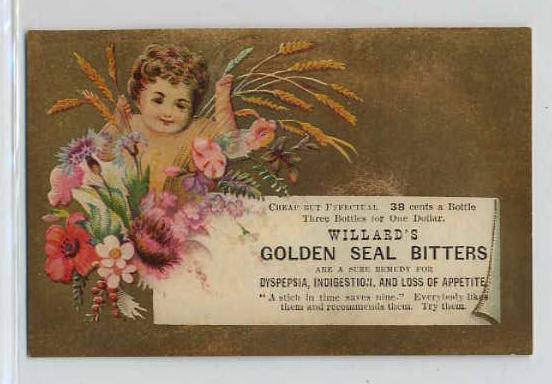 CHEAP BUT EFFECTUAL 38 cents a Bottle
Three Bottles for One Dollar.
WILLARD'S
GOLDEN SEAL BITTERS
ARE A SURE REMEDY FOR
DYSPEPSIA, INDIGESTION, AND LOSS OF APPETITE.
"A stich in time saves nine." Everybody likes
them and recommends them. Try them.